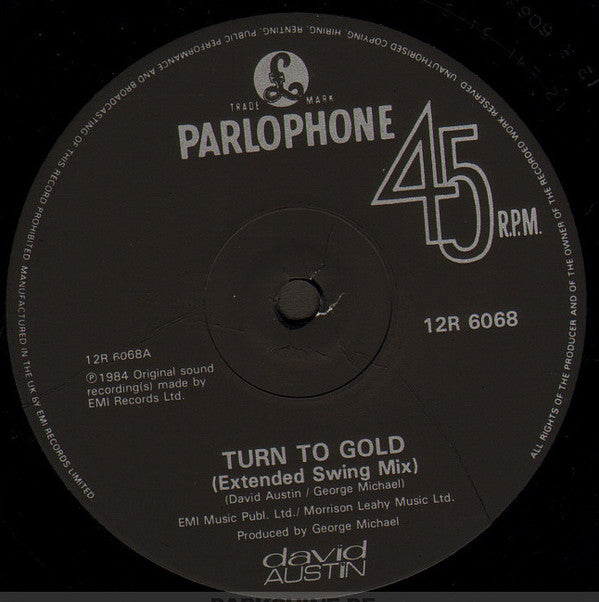 £
TRADE MARK
PARLOPHONE
45 R.P.M.
12R 6068
12R 6068A
Ⓟ 1984 Original sound
recording(s) made by
EMI Records Ltd.
TURN TO GOLD
(Extended Swing Mix)
(David Austin / George Michael)
EMI Music Publ. Ltd./ Morrison Leahy Music Ltd.
Produced by George Michael
david
AUSTIN
ALL RIGHTS OF THE PRODUCER AND OF THE OWNER OF THE RECORDED WORK RESERVED UNAUTHORISED COPYING, HIRING, RENTING, PUBLIC PERFORMANCE AND BROADCASTING OF THIS RECORD PROHIBITED MANUFACTURED IN THE UK by EMI RECORDS LIMITED